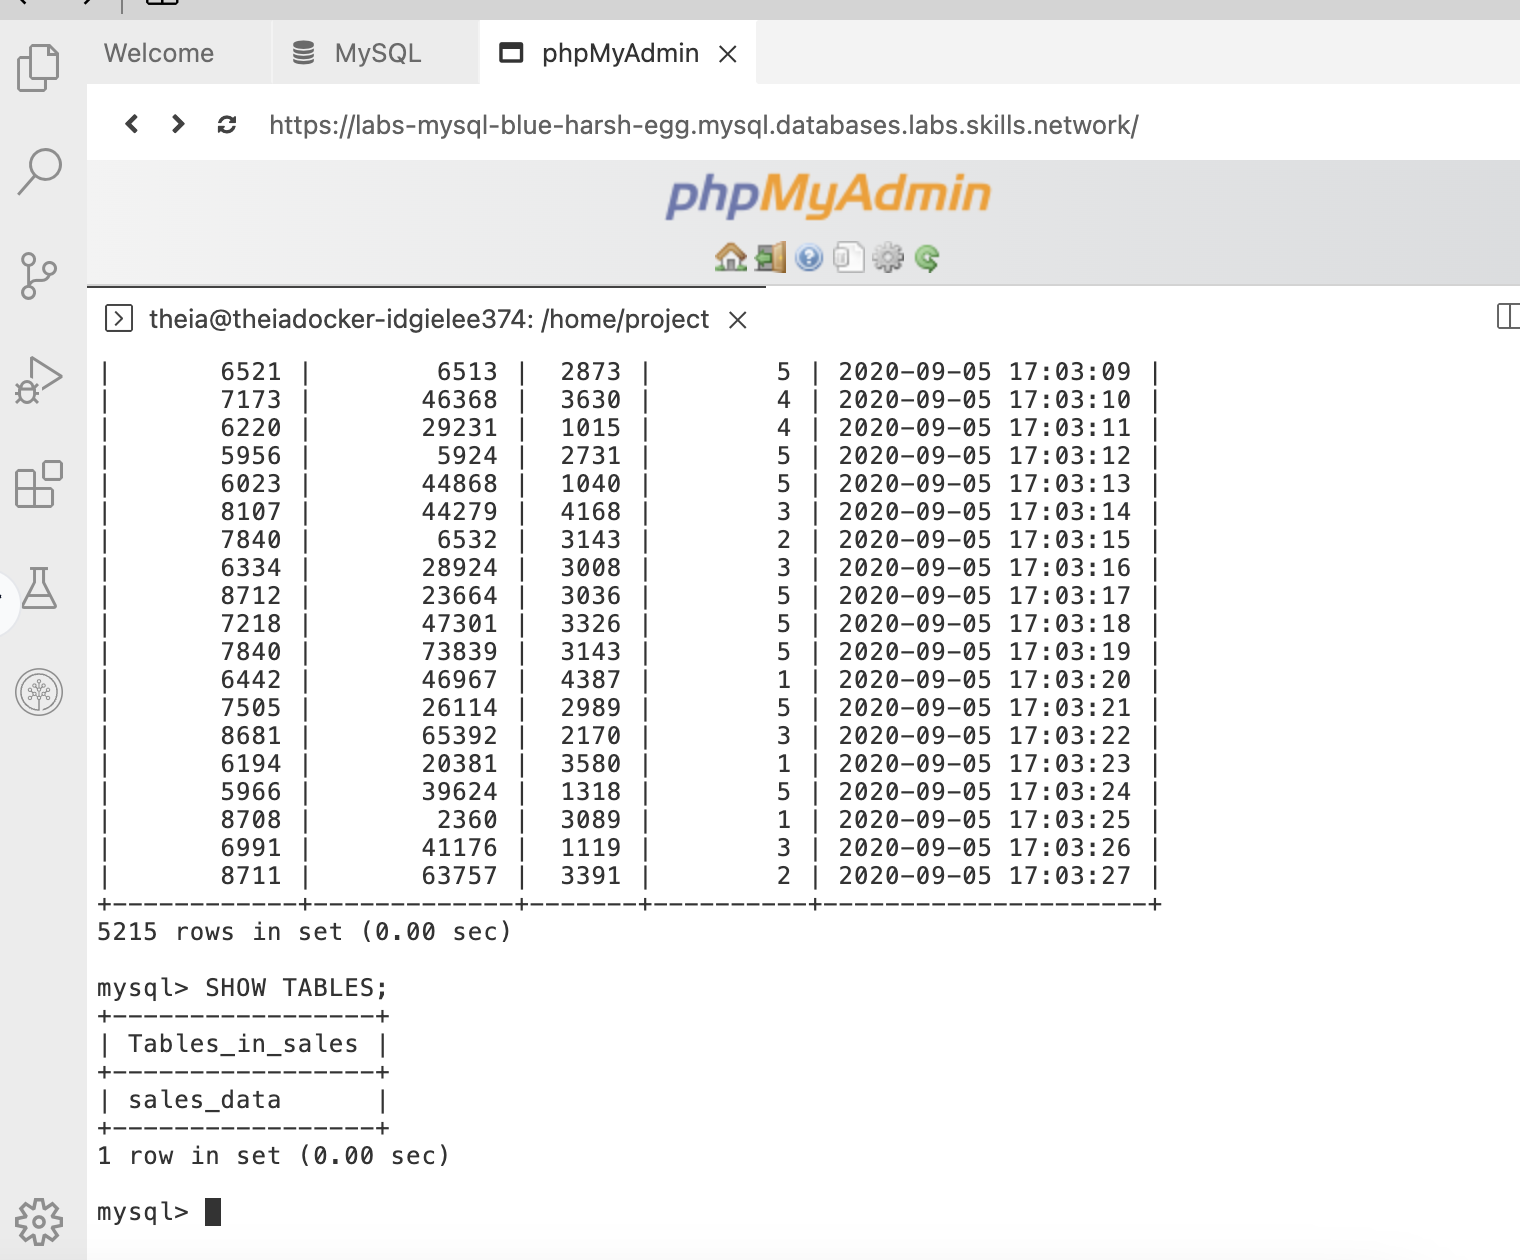 Welcome MySQL phpMyAdmin
https://labs-mysql-blue-harsh-egg.mysql.databases.labs.skills.network/
phpMyAdmin
theia@theiadocker-idgielee374: /home/project
| 6521 | 6513 | 2873 | 5 | 2020-09-05 17:03:09 |
| 7173 | 46368 | 3630 | 4 | 2020-09-05 17:03:10 |
| 6220 | 29231 | 1015 | 4 | 2020-09-05 17:03:11 |
| 5956 | 5924 | 2731 | 5 | 2020-09-05 17:03:12 |
| 6023 | 44868 | 1040 | 5 | 2020-09-05 17:03:13 |
| 8107 | 44279 | 4168 | 3 | 2020-09-05 17:03:14 |
| 7840 | 6532 | 3143 | 2 | 2020-09-05 17:03:15 |
| 6334 | 28924 | 3008 | 3 | 2020-09-05 17:03:16 |
| 8712 | 23664 | 3036 | 5 | 2020-09-05 17:03:17 |
| 7218 | 47301 | 3326 | 5 | 2020-09-05 17:03:18 |
| 7840 | 73839 | 3143 | 5 | 2020-09-05 17:03:19 |
| 6442 | 46967 | 4387 | 1 | 2020-09-05 17:03:20 |
| 7505 | 26114 | 2989 | 5 | 2020-09-05 17:03:21 |
| 8681 | 65392 | 2170 | 3 | 2020-09-05 17:03:22 |
| 6194 | 20381 | 3580 | 1 | 2020-09-05 17:03:23 |
| 5966 | 39624 | 1318 | 5 | 2020-09-05 17:03:24 |
| 8708 | 2360 | 3089 | 1 | 2020-09-05 17:03:25 |
| 6991 | 41176 | 1119 | 3 | 2020-09-05 17:03:26 |
| 8711 | 63757 | 3391 | 2 | 2020-09-05 17:03:27 |
+------------+-------------+-------+----------+---------------------+
5215 rows in set (0.00 sec)
mysql> SHOW TABLES;
+-----------------+
| Tables_in_sales |
+-----------------+
| sales_data |
+-----------------+
1 row in set (0.00 sec)
mysql>